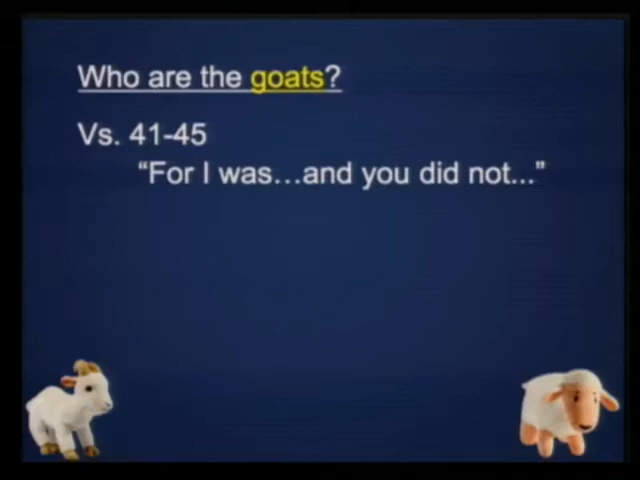 Who are the goats?
Vs. 41-45
“For I was…and you did not...”